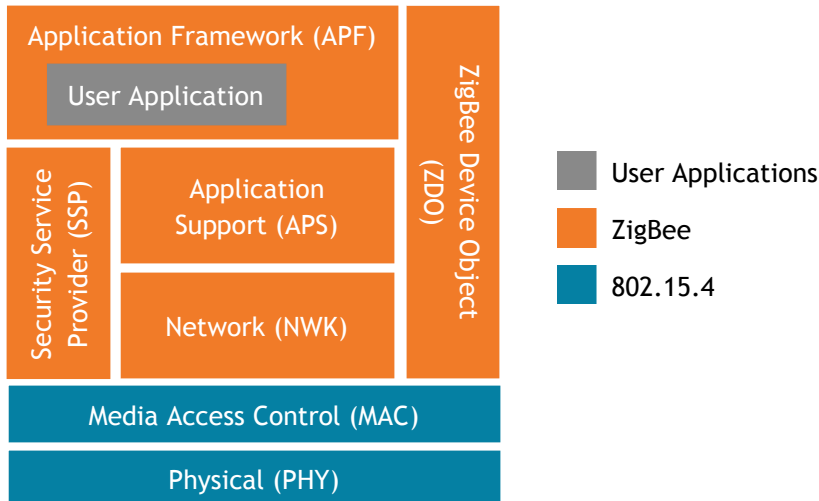 Application Framework (APF)
User Application
ZigBee Device Object
(ZDO)
Security Service
Provider (SSP)
Application
Support (APS)
Network (NWK)
Media Access Control (MAC)
Physical (PHY)
User Applications
ZigBee
802.15.4